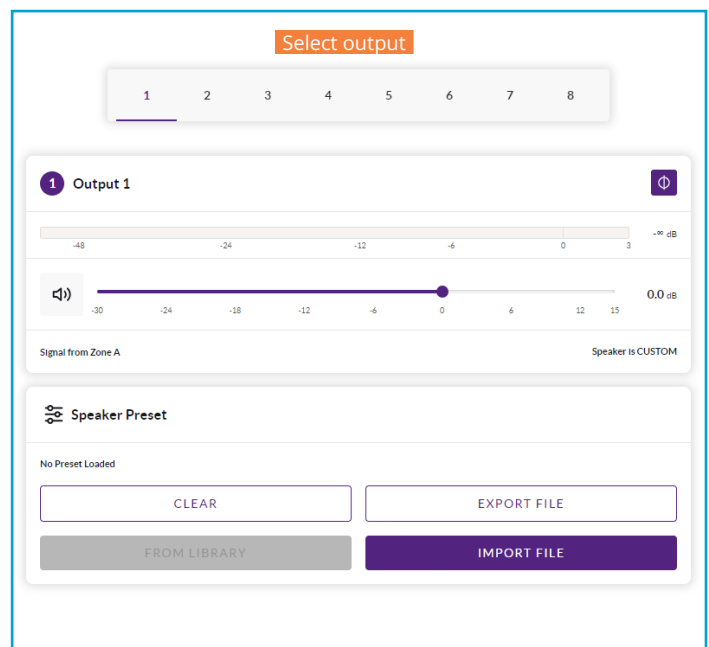 Select output
1 2 3 4 5 6 7 8
1 Output 1
-∞ dB
-48 -24 -12 -6 0 3
0.0 dB
-30 -24 -18 -12 -6 0 6 12 15
Signal from Zone A Speaker is CUSTOM
Speaker Preset
No Preset Loaded
CLEAR EXPORT FILE
FROM LIBRARY IMPORT FILE